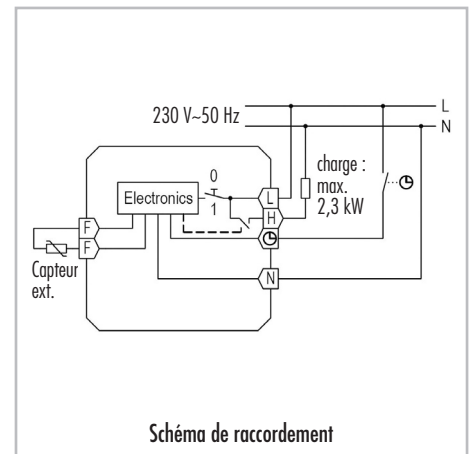 L
230 V~50 Hz
N
charge :
max.
2,3 kW
0
Electronics
1
L
H
F
F
N
Capteur
ext.
Schéma de raccordement